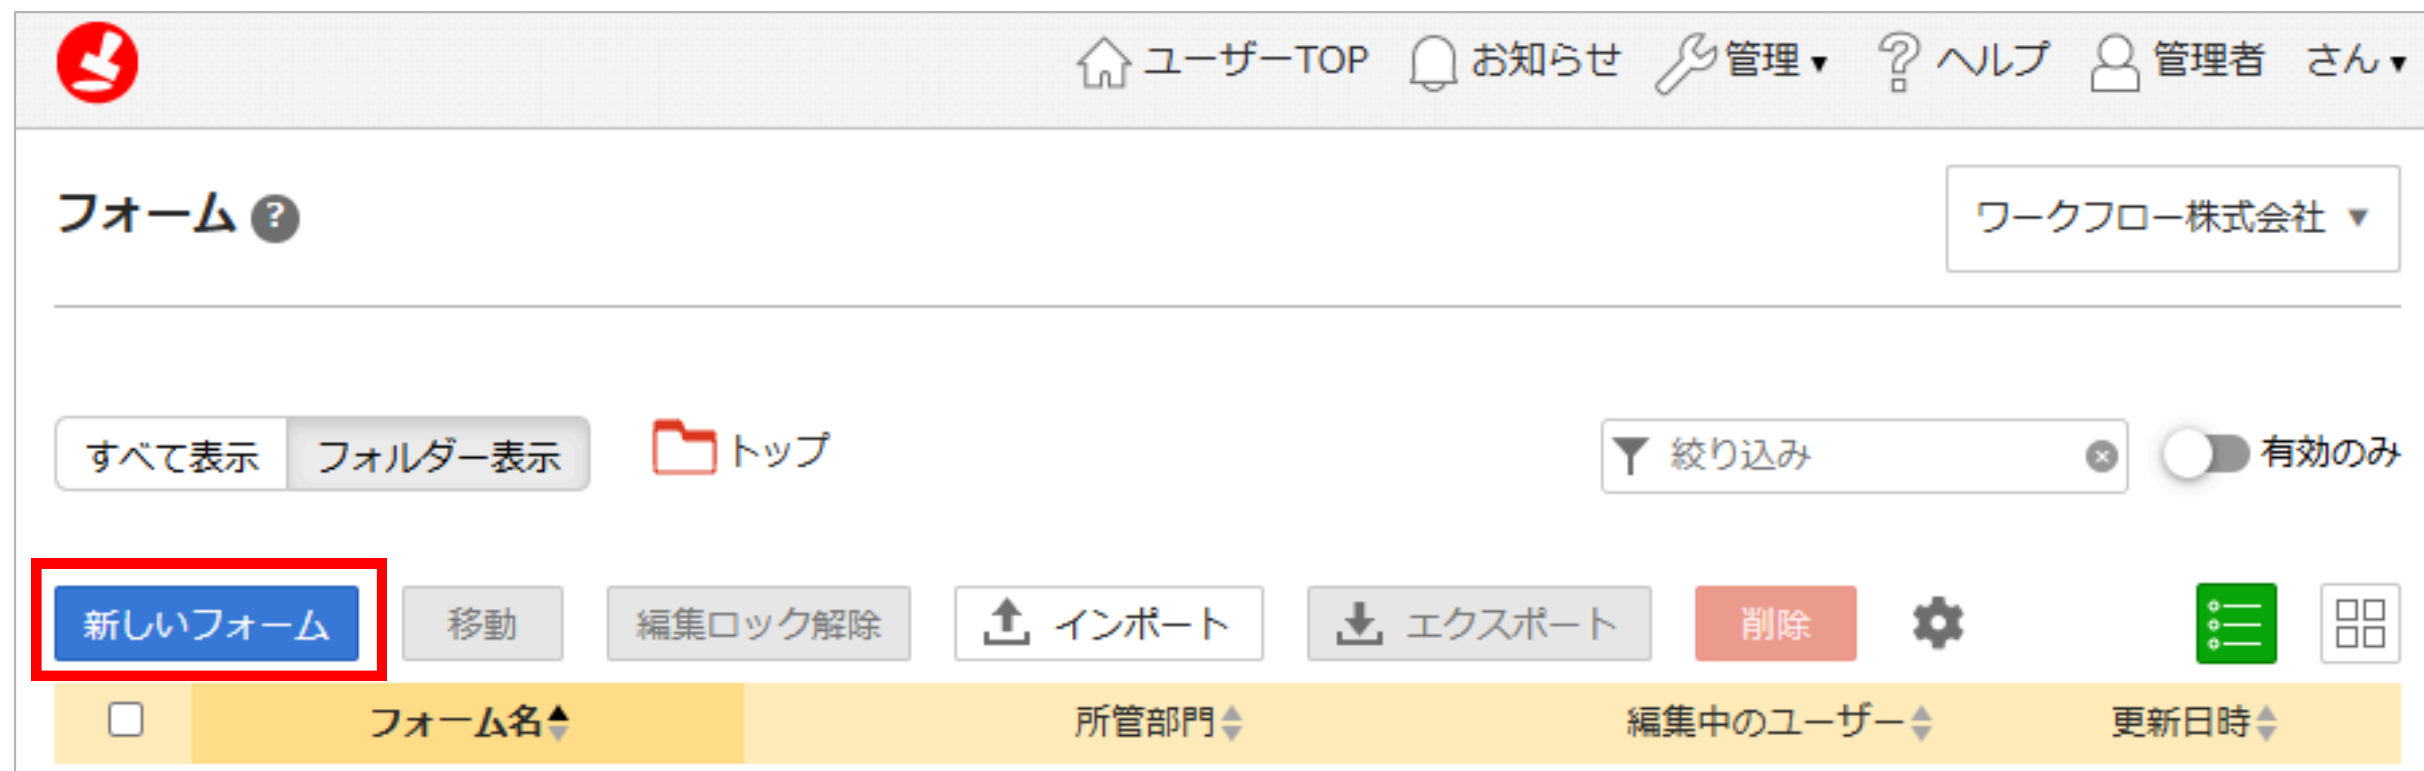 ユーザーTOP お知らせ 管理▼ ヘルプ 管理者 さん▼
フォーム ? ワークフロー株式会社 ▼
すべて表示 フォルダー表示 トップ 絞り込み 有効のみ
新しいフォーム 移動 編集ロック解除 インポート エクスポート 削除
フォーム名 所管部門 編集中のユーザー 更新日時